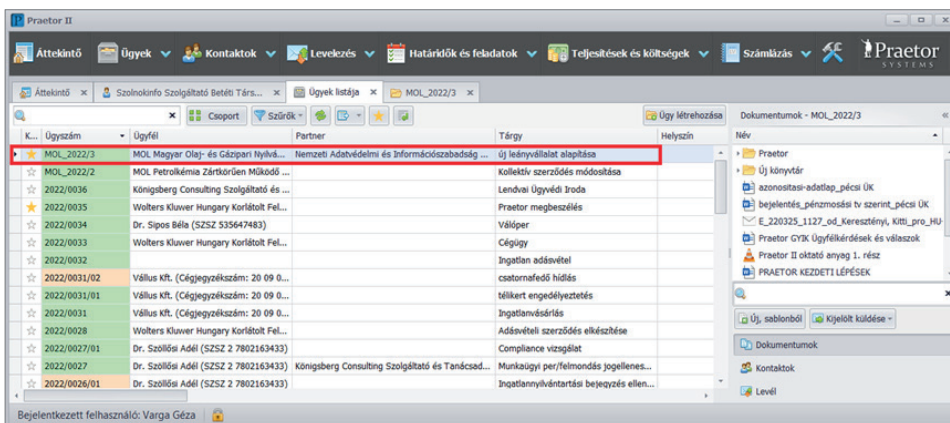 Praetor II
Áttekintő Ügyek Kontaktok Levelezés Határidők és feladatok Teljesítések és költségek Számlázás Praetor SYSTEMS
Áttekintő Szolnokinfo Szolgáltató Betéti Társ... Ügyek listája MOL_2022/3
Csoport Szűrők Ügy létrehozása Dokumentumok - MOL_2022/3
K... Ügyszám Ügyfél Partner Tárgy Helyszín Név
MOL_2022/3 MOL Magyar Olaj- és Gázipari Nyilvá... Nemzeti Adatvédelmi és Információszabadság ... új leányvállalat alapítása
MOL_2022/2 MOL Petrolkémia Zártkörűen Működő ... Kollektív szerződés módosítása
2022/0036 Königsberg Consulting Szolgáltató és ... Lendvai Ügyvédi Iroda
2022/0035 Wolters Kluwer Hungary Korlátolt Fel... Praetor megbeszélés
2022/0034 Dr. Sipos Béla (SZSZ 535647483) Válóper
2022/0033 Wolters Kluwer Hungary Korlátolt Fel... Cégügy
2022/0032 Ingatlan adásvétel
2022/0031/02 Vállus Kft. (Cégjegyzékszám: 20 09 0... csatornafedő hídlás
2022/0031/01 Vállus Kft. (Cégjegyzékszám: 20 09 0... télikert engedélyeztetés
2022/0031 Vállus Kft. (Cégjegyzékszám: 20 09 0... Ingatlanvásárlás
2022/0028 Wolters Kluwer Hungary Korlátolt Fel... Adásvételi szerződés elkészítése
2022/0027/01 Dr. Szöllősi Adél (SZSZ 2 7802163433) Compliance vizsgálat
2022/0027 Dr. Szöllősi Adél (SZSZ 2 7802163433) Königsberg Consulting Szolgáltató és Tanácsad... Munkaügyi per/felmondás jogellenes...
2022/0026/01 Dr. Szöllősi Adél (SZSZ 2 7802163433) Ingatlannyilvántartási bejegyzés ellen...
Praetor
Új könyvtár
azonositasi-adatlap_pécsi ÜK
bejelentés_pénzmosási tv szerint_pécsi ÜK
E_220325_1127_od_Keresztényi, Kitti_pro_HU-
Praetor GYIK Ügyfélkérdések és válaszok
Praetor II oktató anyag 1. rész
PRAETOR KEZDETI LÉPÉSEK
Új, sablonból Kijelölt küldése
Dokumentumok
Kontaktok
Levél
Bejelentkezett felhasználó: Varga Géza